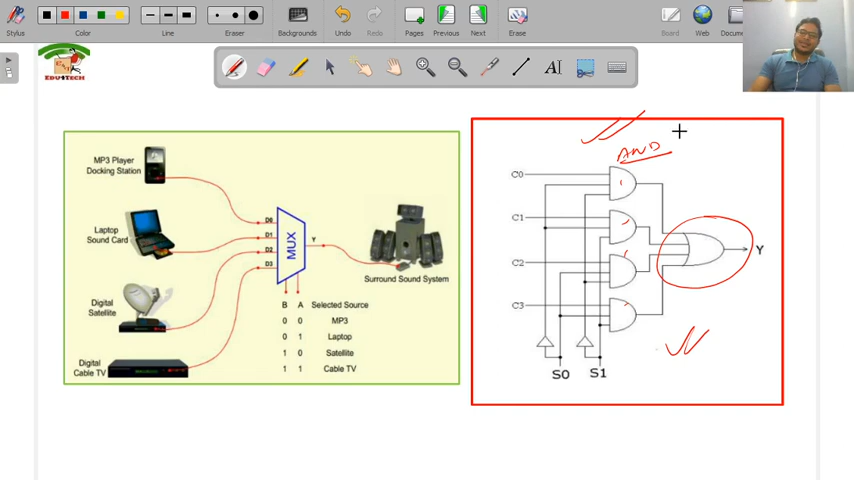 Stylus
Color
Line
Eraser
Backgrounds
Undo
Redo
Pages
Previous
Next
Erase
Board
Web
Docum
EDU4TECH
MP3 Player
Docking Station
Laptop
Sound Card
Digital
Satellite
Digital
Cable TV
D0
D1
D2
D3
MUX
Y
Surround Sound System
B A Selected Source
0 0 MP3
0 1 Laptop
1 0 Satellite
1 1 Cable TV
AND
C0
C1
C2
C3
Y
S0 S1